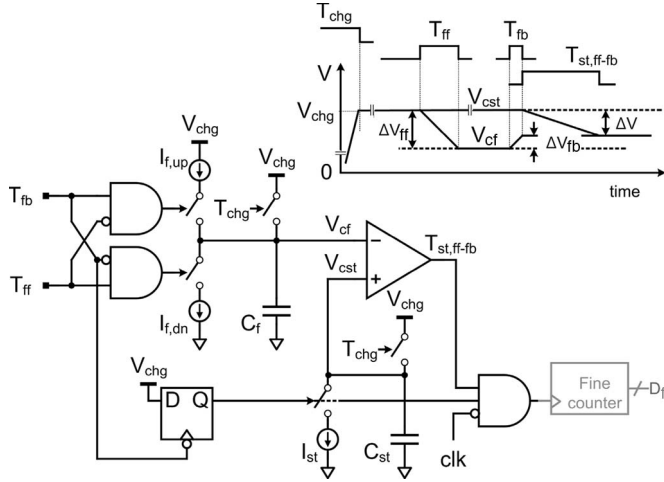 T_chg
T_ff
T_fb
T_st,ff-fb
V
V_chg
V_cst
ΔV_ff
V_cf
ΔV_fb
ΔV
0
time
V_chg
I_f,up
V_chg
T_chg
T_fb
T_ff
V_cf
−
T_st,ff-fb
V_cst
+
I_f,dn
C_f
V_chg
T_chg
V_chg
D Q
I_st
C_st
clk
Fine
counter
D_f